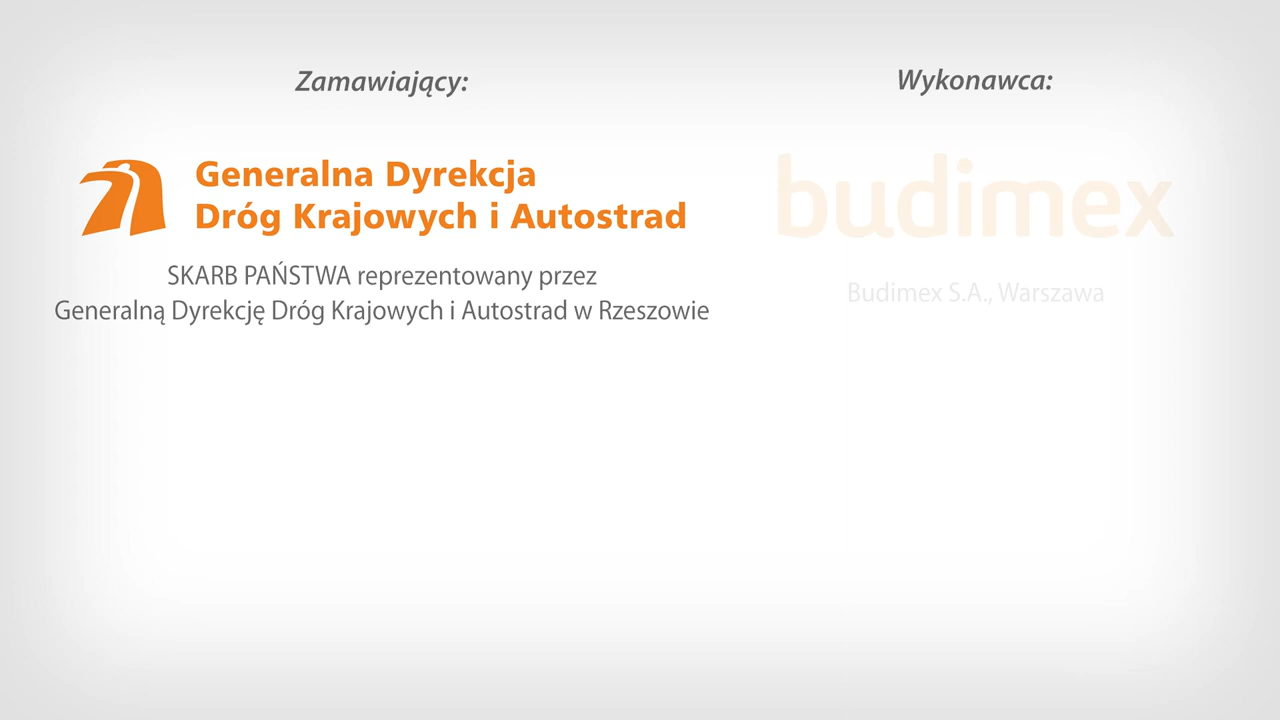 Zamawiający:
Generalna Dyrekcja
Dróg Krajowych i Autostrad
SKARB PAŃSTWA reprezentowany przez
Generalną Dyrekcję Dróg Krajowych i Autostrad w Rzeszowie
Wykonawca:
budimex
Budimex S.A., Warszawa